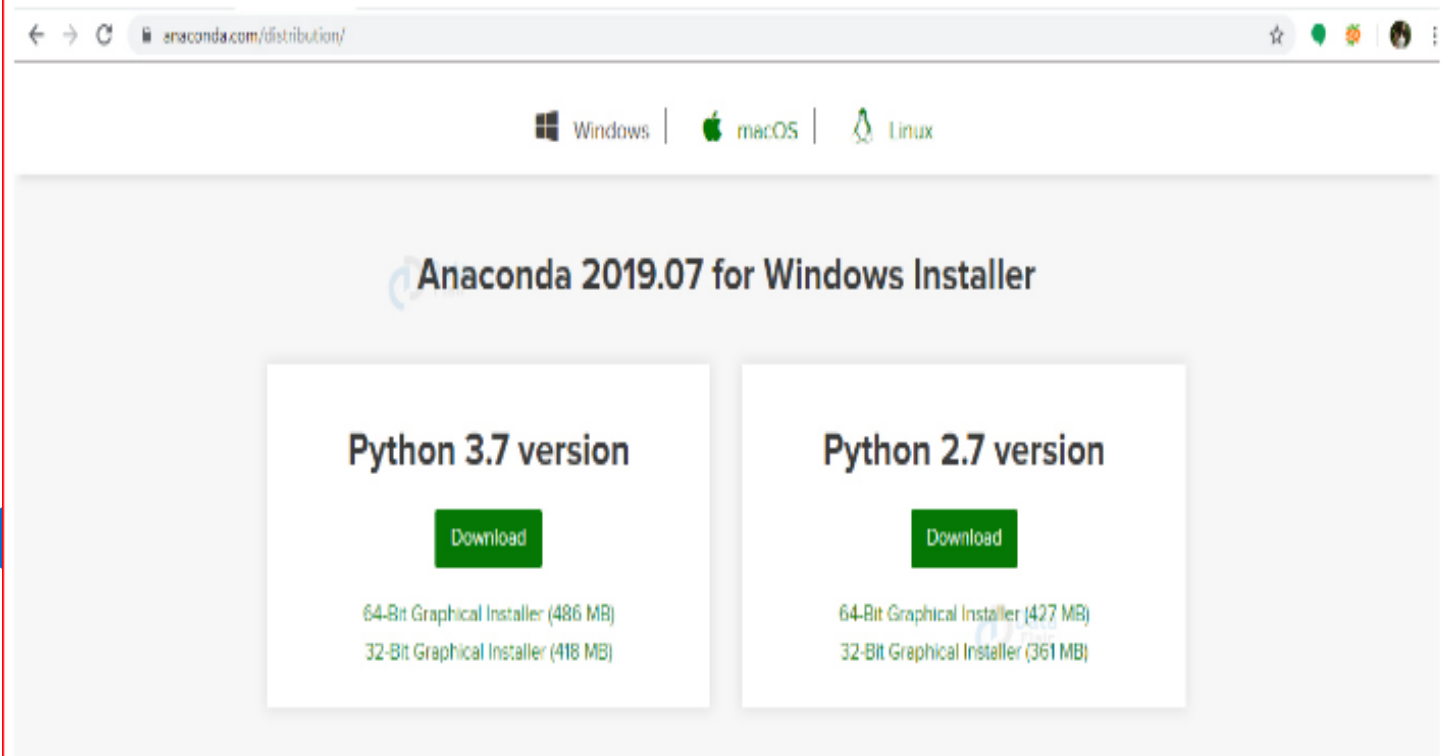 anaconda.com/distribution/
Windows | macOS | Linux
Anaconda 2019.07 for Windows Installer
Python 3.7 version
Download
64-Bit Graphical Installer (486 MB)
32-Bit Graphical Installer (418 MB)
Python 2.7 version
Download
64-Bit Graphical Installer (427 MB)
32-Bit Graphical Installer (361 MB)